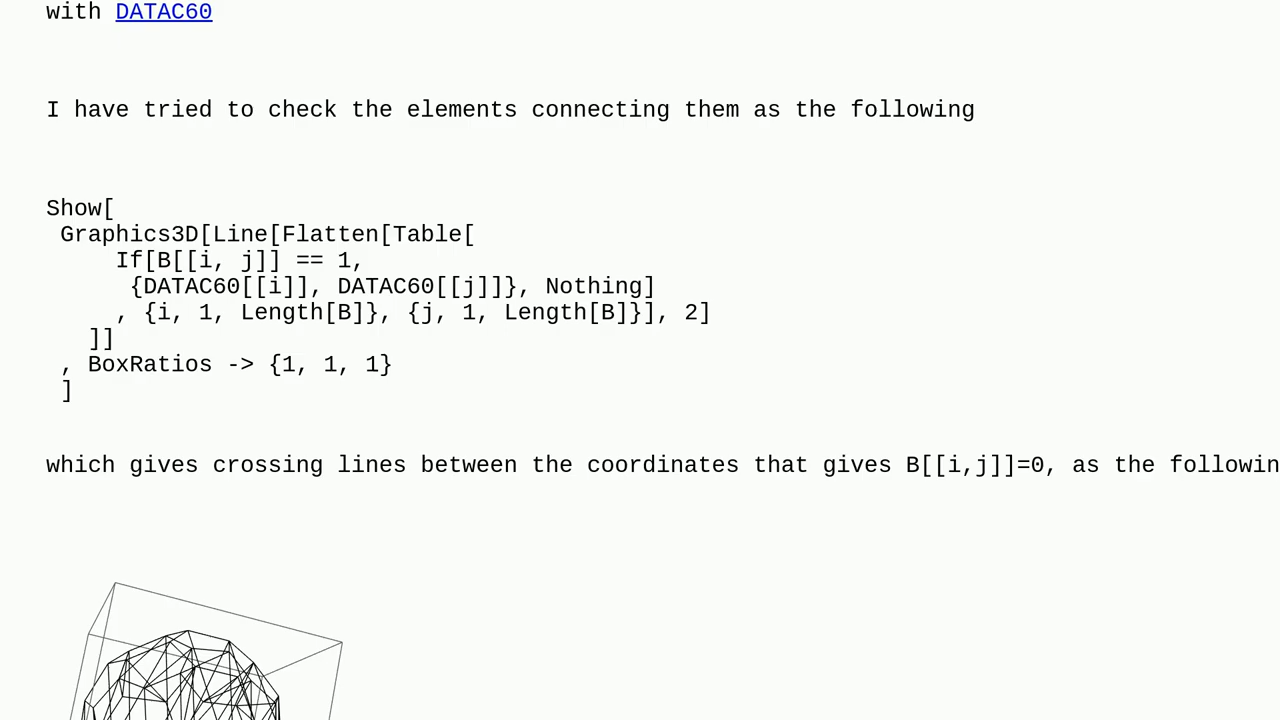 with DATAC60
I have tried to check the elements connecting them as the following
Show[
Graphics3D[Line[Flatten[Table[
If[B[[i, j]] == 1,
{DATAC60[[i]], DATAC60[[j]]}, Nothing]
, {i, 1, Length[B]}, {j, 1, Length[B]}], 2]
]]
, BoxRatios -> {1, 1, 1}
]
which gives crossing lines between the coordinates that gives B[[i,j]]=0, as the followin